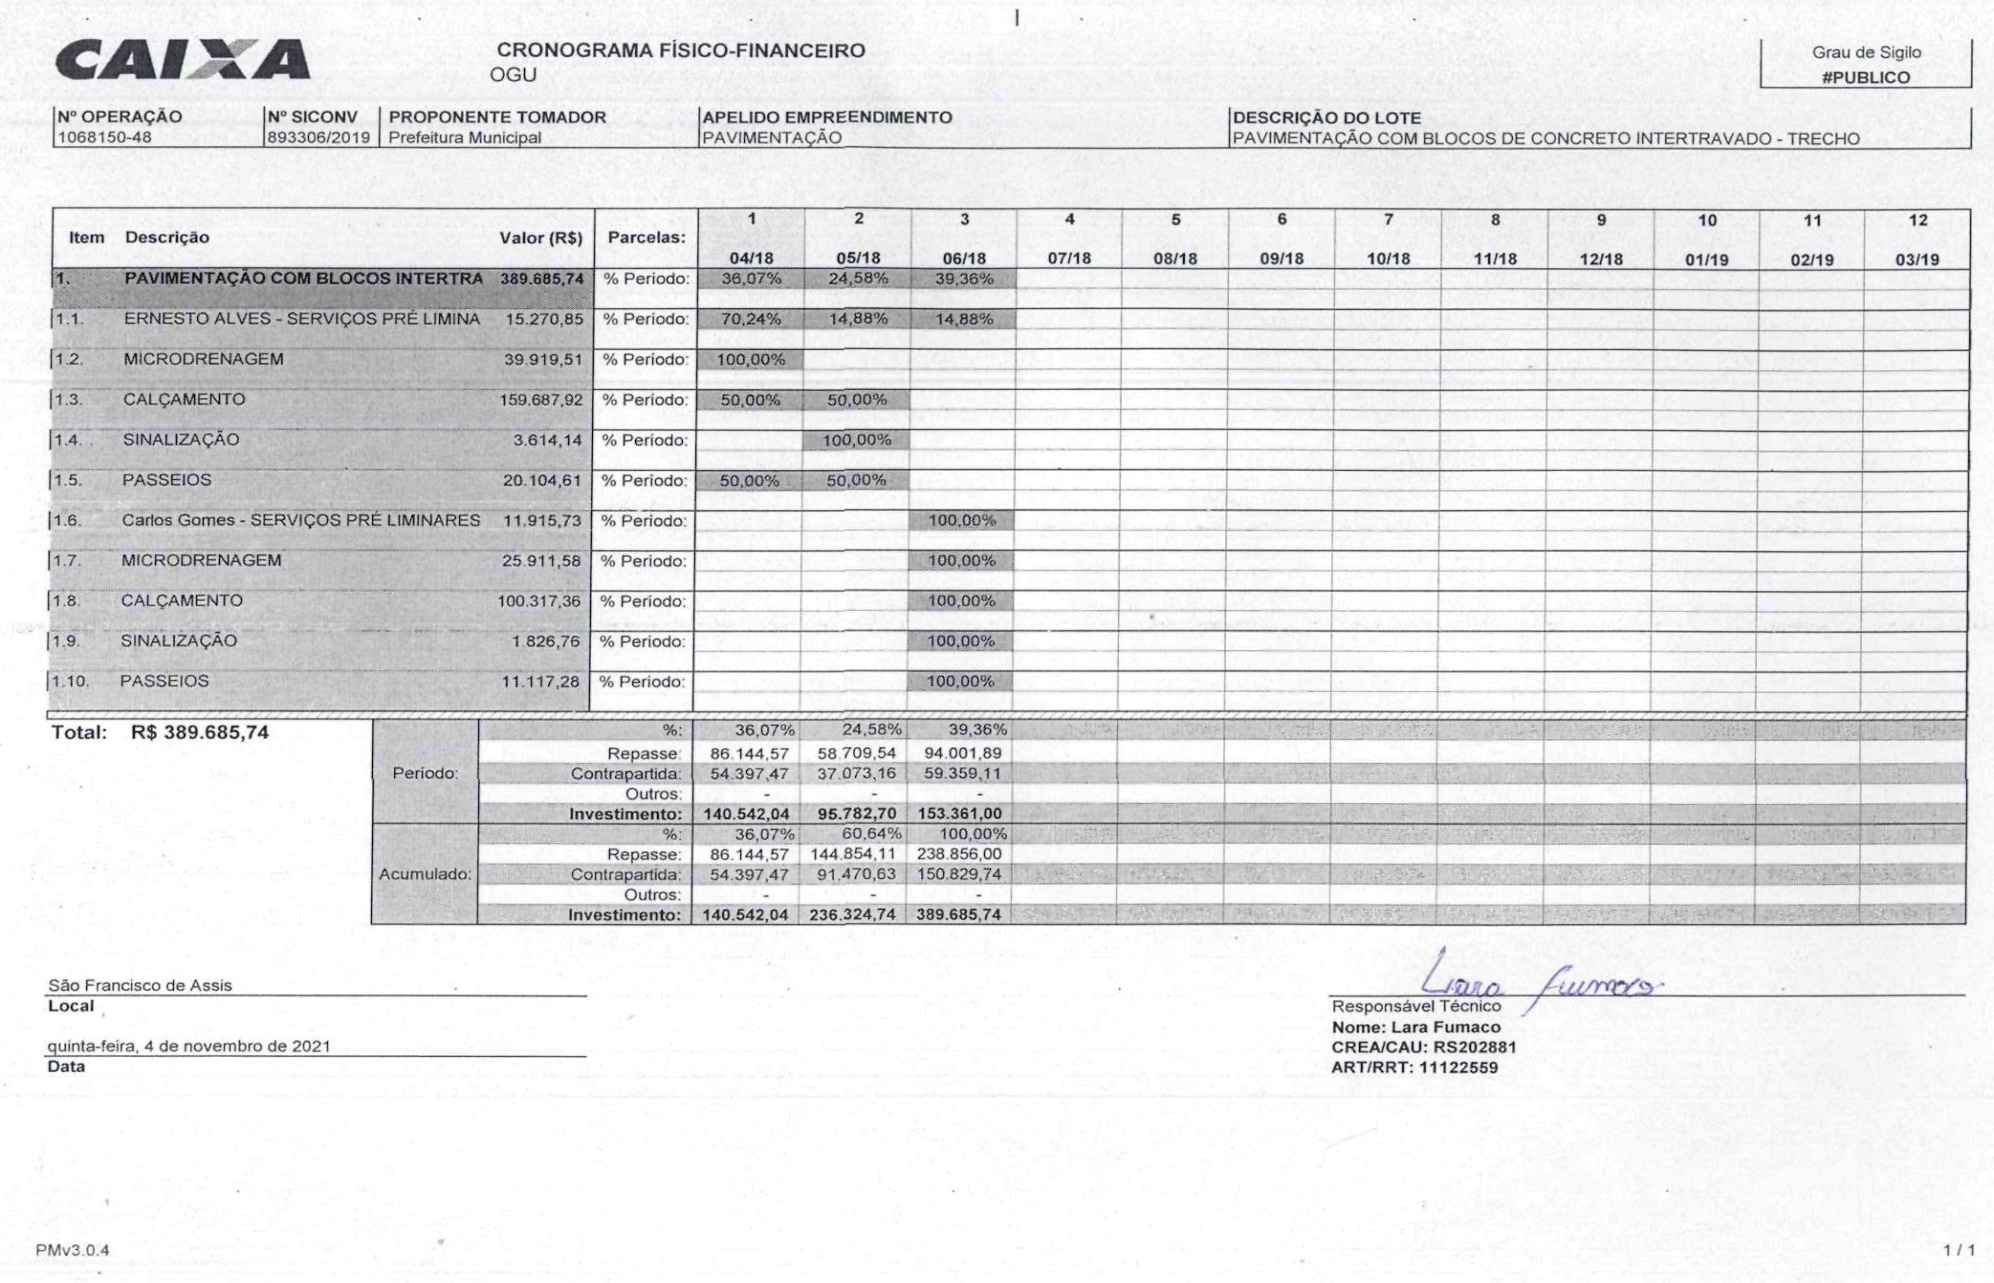 CAIXA
CRONOGRAMA FÍSICO-FINANCEIRO
OGU
Grau de Sigilo
#PUBLICO
Nº OPERAÇÃO Nº SICONV PROPONENTE TOMADOR APELIDO EMPREENDIMENTO DESCRIÇÃO DO LOTE
1068150-48 893306/2019 Prefeitura Municipal PAVIMENTAÇÃO PAVIMENTAÇÃO COM BLOCOS DE CONCRETO INTERTRAVADO - TRECHO
1 2 3 4 5 6 7 8 9 10 11 12
Item Descrição Valor (R$) Parcelas:
04/18 05/18 06/18 07/18 08/18 09/18 10/18 11/18 12/18 01/19 02/19 03/19
1. PAVIMENTAÇÃO COM BLOCOS INTERTRA 389.685,74 % Período: 36,07% 24,58% 39,36%
1.1. ERNESTO ALVES - SERVIÇOS PRÉ LIMINA 15.270,85 % Período: 70,24% 14,88% 14,88%
1.2. MICRODRENAGEM 39.919,51 % Período: 100,00%
1.3. CALÇAMENTO 159.687,92 % Período: 50,00% 50,00%
1.4. SINALIZAÇÃO 3.614,14 % Período: 100,00%
1.5. PASSEIOS 20.104,61 % Período: 50,00% 50,00%
1.6. Carlos Gomes - SERVIÇOS PRÉ LIMINARES 11.915,73 % Período: 100,00%
1.7. MICRODRENAGEM 25.911,58 % Período: 100,00%
1.8. CALÇAMENTO 100.317,36 % Período: 100,00%
1.9. SINALIZAÇÃO 1.826,76 % Período: 100,00%
1.10. PASSEIOS 11.117,28 % Período: 100,00%
Total: R$ 389.685,74
%: 36,07% 24,58% 39,36%
Repasse: 86.144,57 58.709,54 94.001,89
Período: Contrapartida: 54.397,47 37.073,16 59.359,11
Outros: - - -
Investimento: 140.542,04 95.782,70 153.361,00
%: 36,07% 60,64% 100,00%
Repasse: 86.144,57 144.854,11 238.856,00
Acumulado: Contrapartida: 54.397,47 91.470,63 150.829,74
Outros: - - -
Investimento: 140.542,04 236.324,74 389.685,74
São Francisco de Assis
Local
quinta-feira, 4 de novembro de 2021
Data
Lara Fumaco
Responsável Técnico
Nome: Lara Fumaco
CREA/CAU: RS202881
ART/RRT: 11122559
PMv3.0.4
1 / 1